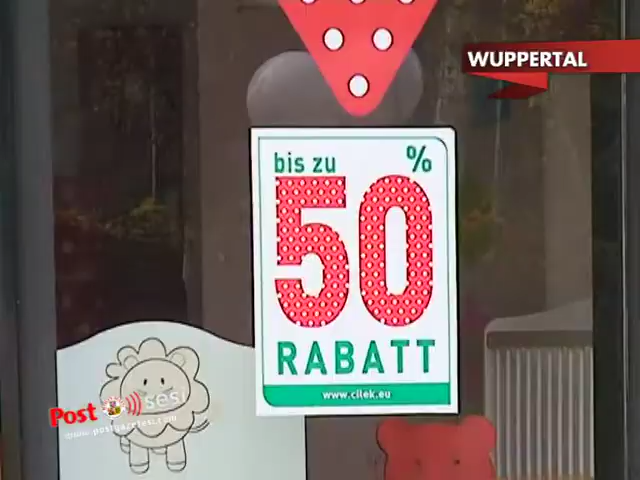 WUPPERTAL
bis zu %
50
RABATT
www.cilek.eu
Post sesi
www.postgazetesi.com